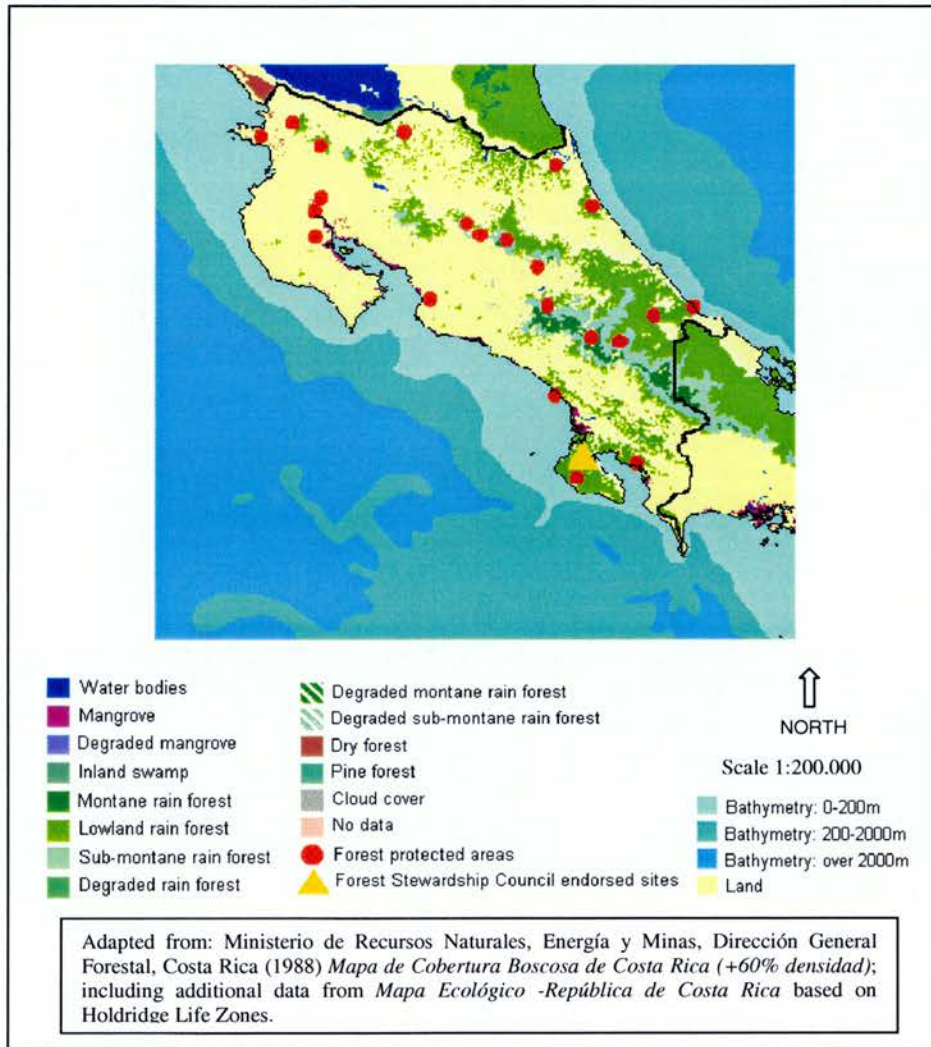 Water bodies
Mangrove
Degraded mangrove
Inland swamp
Montane rain forest
Lowland rain forest
Sub-montane rain forest
Degraded rain forest
Degraded montane rain forest
Degraded sub-montane rain forest
Dry forest
Pine forest
Cloud cover
No data
Forest protected areas
Forest Stewardship Council endorsed sites
NORTH
Scale 1:200.000
Bathymetry: 0-200m
Bathymetry: 200-2000m
Bathymetry: over 2000m
Land
Adapted from: Ministerio de Recursos Naturales, Energía y Minas, Dirección General
Forestal, Costa Rica (1988) Mapa de Cobertura Boscosa de Costa Rica (+60% densidad);
including additional data from Mapa Ecológico -República de Costa Rica based on
Holdridge Life Zones.